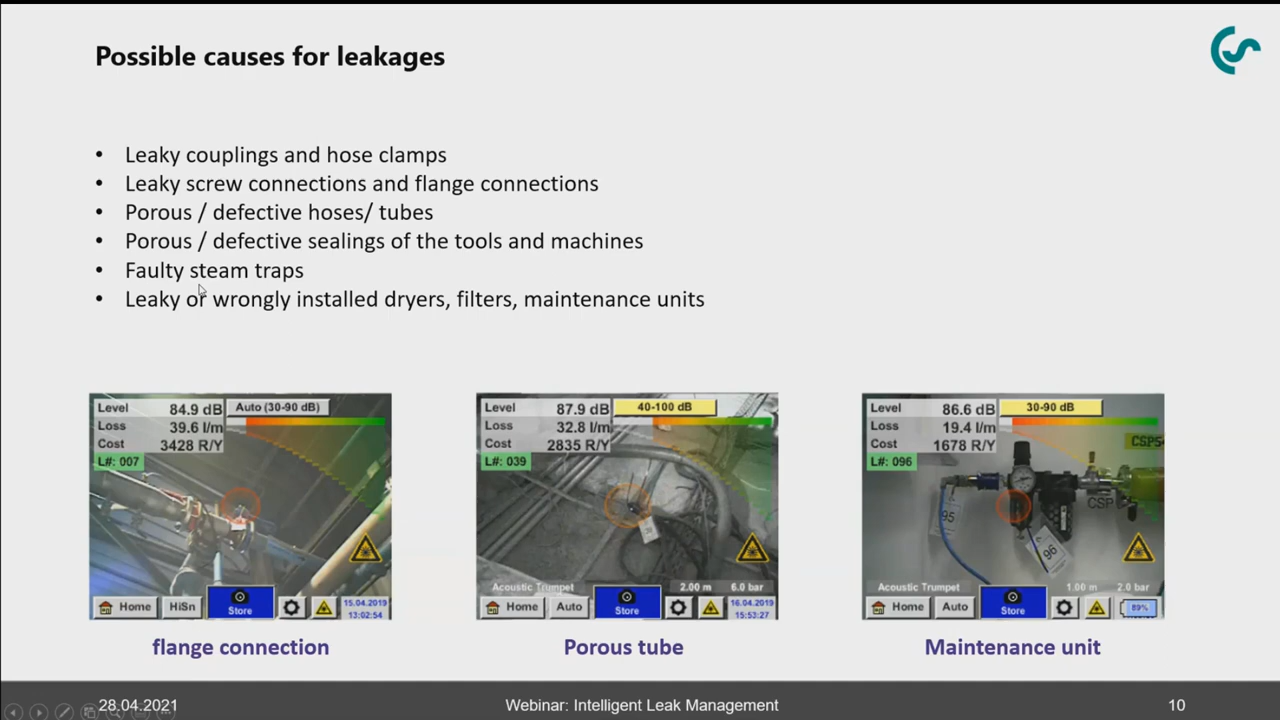 Possible causes for leakages
• Leaky couplings and hose clamps
• Leaky screw connections and flange connections
• Porous / defective hoses/ tubes
• Porous / defective sealings of the tools and machines
• Faulty steam traps
• Leaky or wrongly installed dryers, filters, maintenance units
Level 84.9 dB Auto (30-90 dB)
Loss 39.6 l/m
Cost 3428 R/Y
L#: 007
Home HiSn Store 15.04.2019
13:02:54
flange connection
Level 87.9 dB 40-100 dB
Loss 32.8 l/m
Cost 2835 R/Y
L#: 039
Acoustic Trumpet 2.00 m 6.0 bar
Home Auto Store 16.04.2019
15:53:27
Porous tube
Level 86.6 dB 30-90 dB
Loss 19.4 l/m
Cost 1678 R/Y
L#: 096
CSP
95
96
Acoustic Trumpet 1.00 m 2.0 bar
Home Auto Store 89%
Maintenance unit
28.04.2021 Webinar: Intelligent Leak Management 10